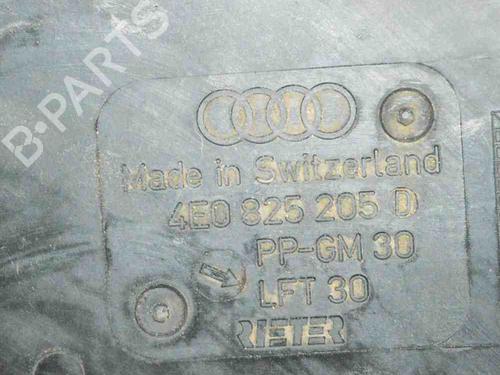 B-PARTS
Made in Switzerland
4E0 825 205 D
PP-GM 30
LFT 30
RIETER